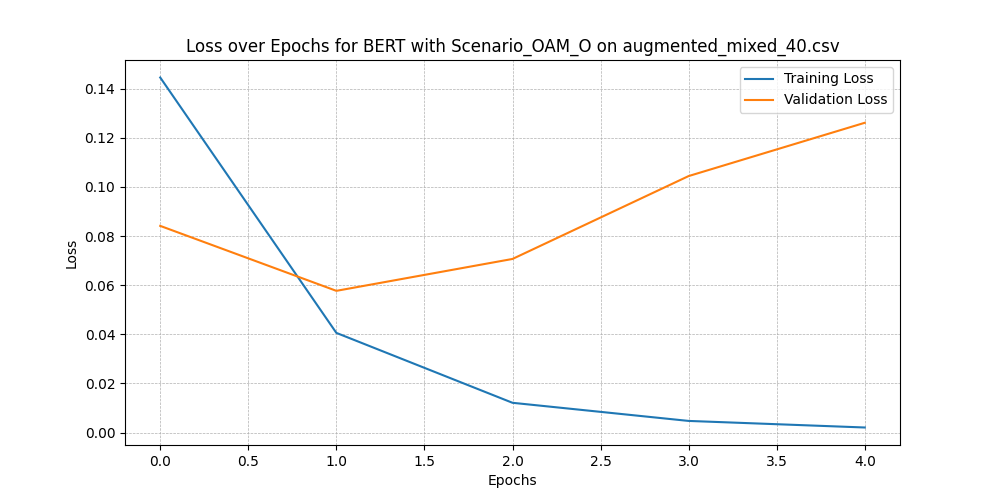 Loss over Epochs for BERT with Scenario_OAM_O on augmented_mixed_40.csv
Training Loss
Validation Loss
0.14
0.12
0.10
0.08
0.06
0.04
0.02
0.00
Loss
0.0 0.5 1.0 1.5 2.0 2.5 3.0 3.5 4.0
Epochs